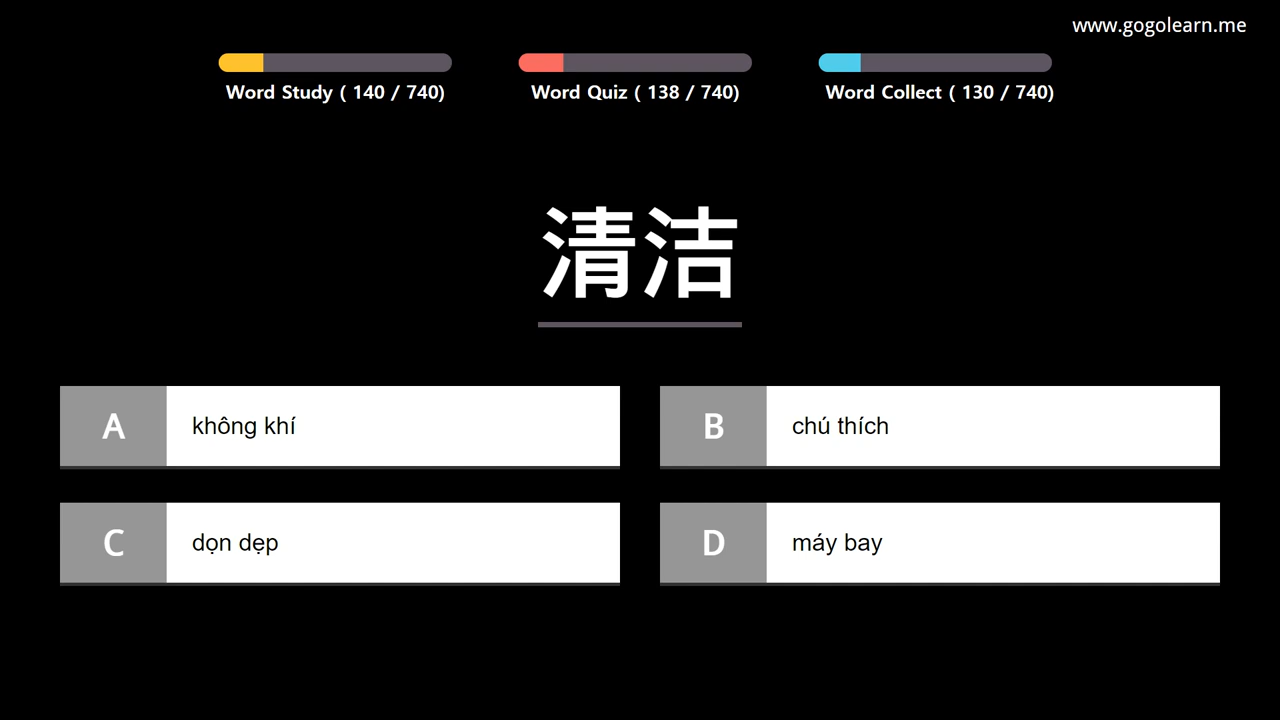 www.gogolearn.me
Word Study ( 140 / 740)
Word Quiz ( 138 / 740)
Word Collect ( 130 / 740)
清洁
A không khí
B chú thích
C dọn dẹp
D máy bay